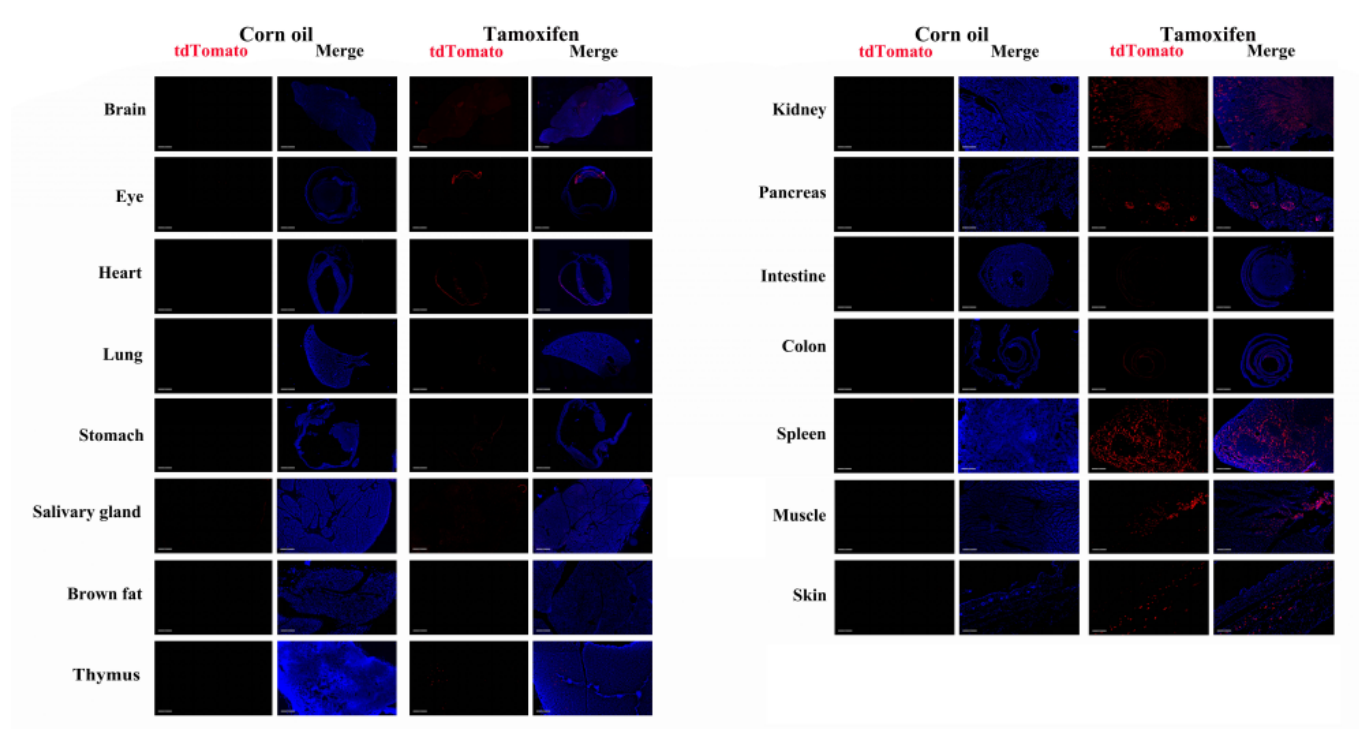 Corn oil Tamoxifen
tdTomato Merge tdTomato Merge
Brain
Eye
Heart
Lung
Stomach
Salivary gland
Brown fat
Thymus
Corn oil Tamoxifen
tdTomato Merge tdTomato Merge
Kidney
Pancreas
Intestine
Colon
Spleen
Muscle
Skin